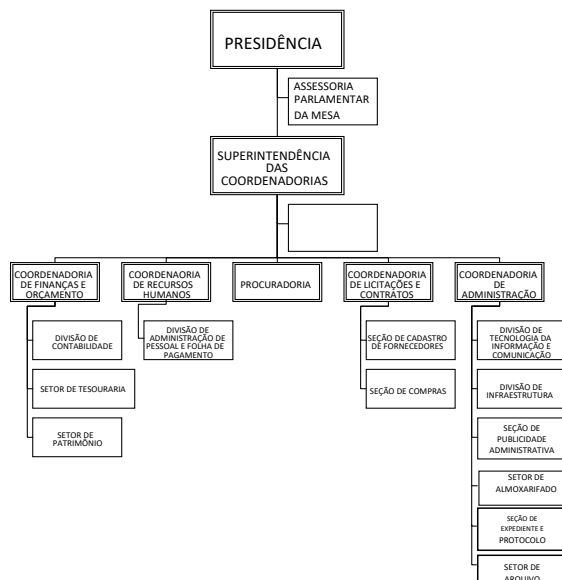 PRESIDÊNCIA
ASSESSORIA
PARLAMENTAR
DA MESA
SUPERINTENDÊNCIA
DAS
COORDENADORIAS
COORDENADORIA
DE FINANÇAS E
ORÇAMENTO
COORDENAORIA
DE RECURSOS
HUMANOS
PROCURADORIA
COORDENADORIA
DE LICITAÇÕES E
CONTRATOS
COORDENADORIA
DE
ADMINISTRAÇÃO
DIVISÃO DE
CONTABILIDADE
SETOR DE TESOURARIA
SETOR DE
PATRIMÔNIO
DIVISÃO DE
ADMINISTRAÇÃO DE
PESSOAL E FOLHA DE
PAGAMENTO
SEÇÃO DE CADASTRO
DE FORNECEDORES
SEÇÃO DE COMPRAS
DIVISÃO DE
TECNOLOGIA DA
INFORMAÇÃO E
COMUNICAÇÃO
DIVISÃO DE
INFRAESTRUTURA
SEÇÃO DE
PUBLICIDADE
ADMINISTRATIVA
SETOR DE
ALMOXARIFADO
SEÇÃO DE
EXPEDIENTE E
PROTOCOLO
SETOR DE
ARQUIVO